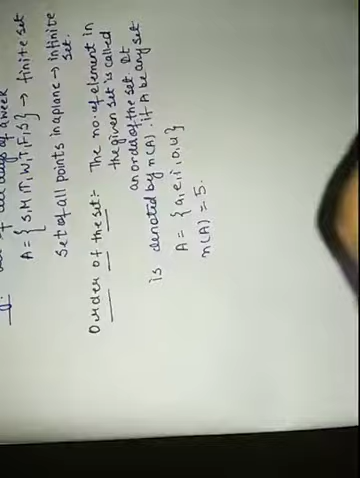 of all days of a week
A = { S, M, T, W, T, F, S } → finite set
Set of all points in a plane → infinite
set.
Order of the set:- The no. of element in
the given set is called
an order of the set. It
is denoted by n(A). if A be any set
A = { a, e, i, o, u }
n(A) = 5.